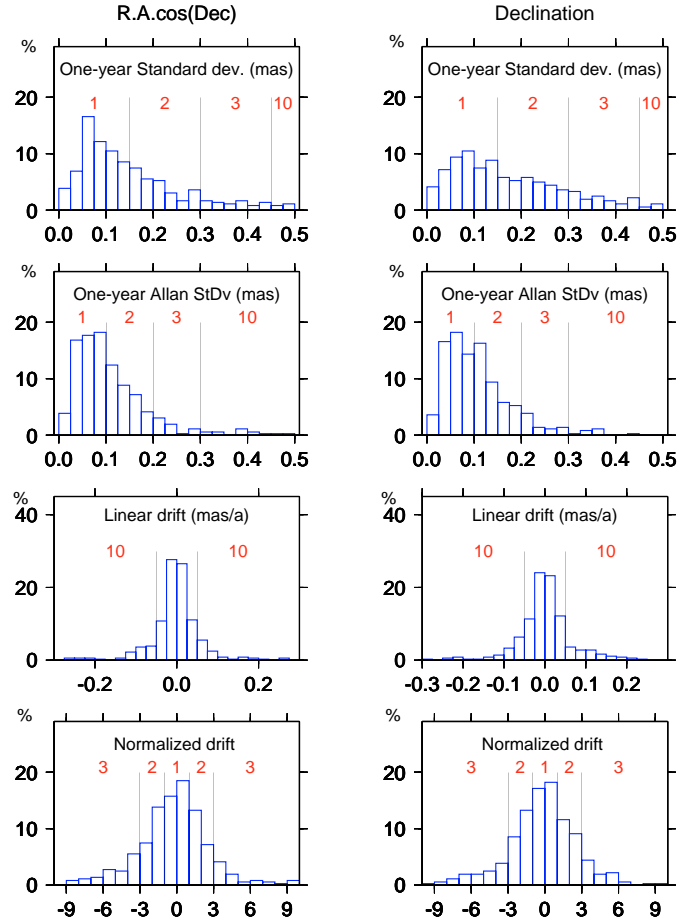 R.A.cos(Dec) Declination
% %
One-year Standard dev. (mas) One-year Standard dev. (mas)
1 2 3 10 1 2 3 10
20 20
10 10
0 0
0.0 0.1 0.2 0.3 0.4 0.5 0.0 0.1 0.2 0.3 0.4 0.5
% %
One-year Allan StDv (mas) One-year Allan StDv (mas)
1 2 3 10 1 2 3 10
20 20
10 10
0 0
0.0 0.1 0.2 0.3 0.4 0.5 0.0 0.1 0.2 0.3 0.4 0.5
% %
40 Linear drift (mas/a) 40 Linear drift (mas/a)
10 10 10 10
20 20
0 0
-0.2 0.0 0.2 -0.3 -0.2 -0.1 0.0 0.2
% %
Normalized drift Normalized drift
3 2 1 2 3 3 2 1 2 3
20 20
10 10
0 0
-9 -6 -3 0 3 6 9 -9 -6 -3 0 3 6 9